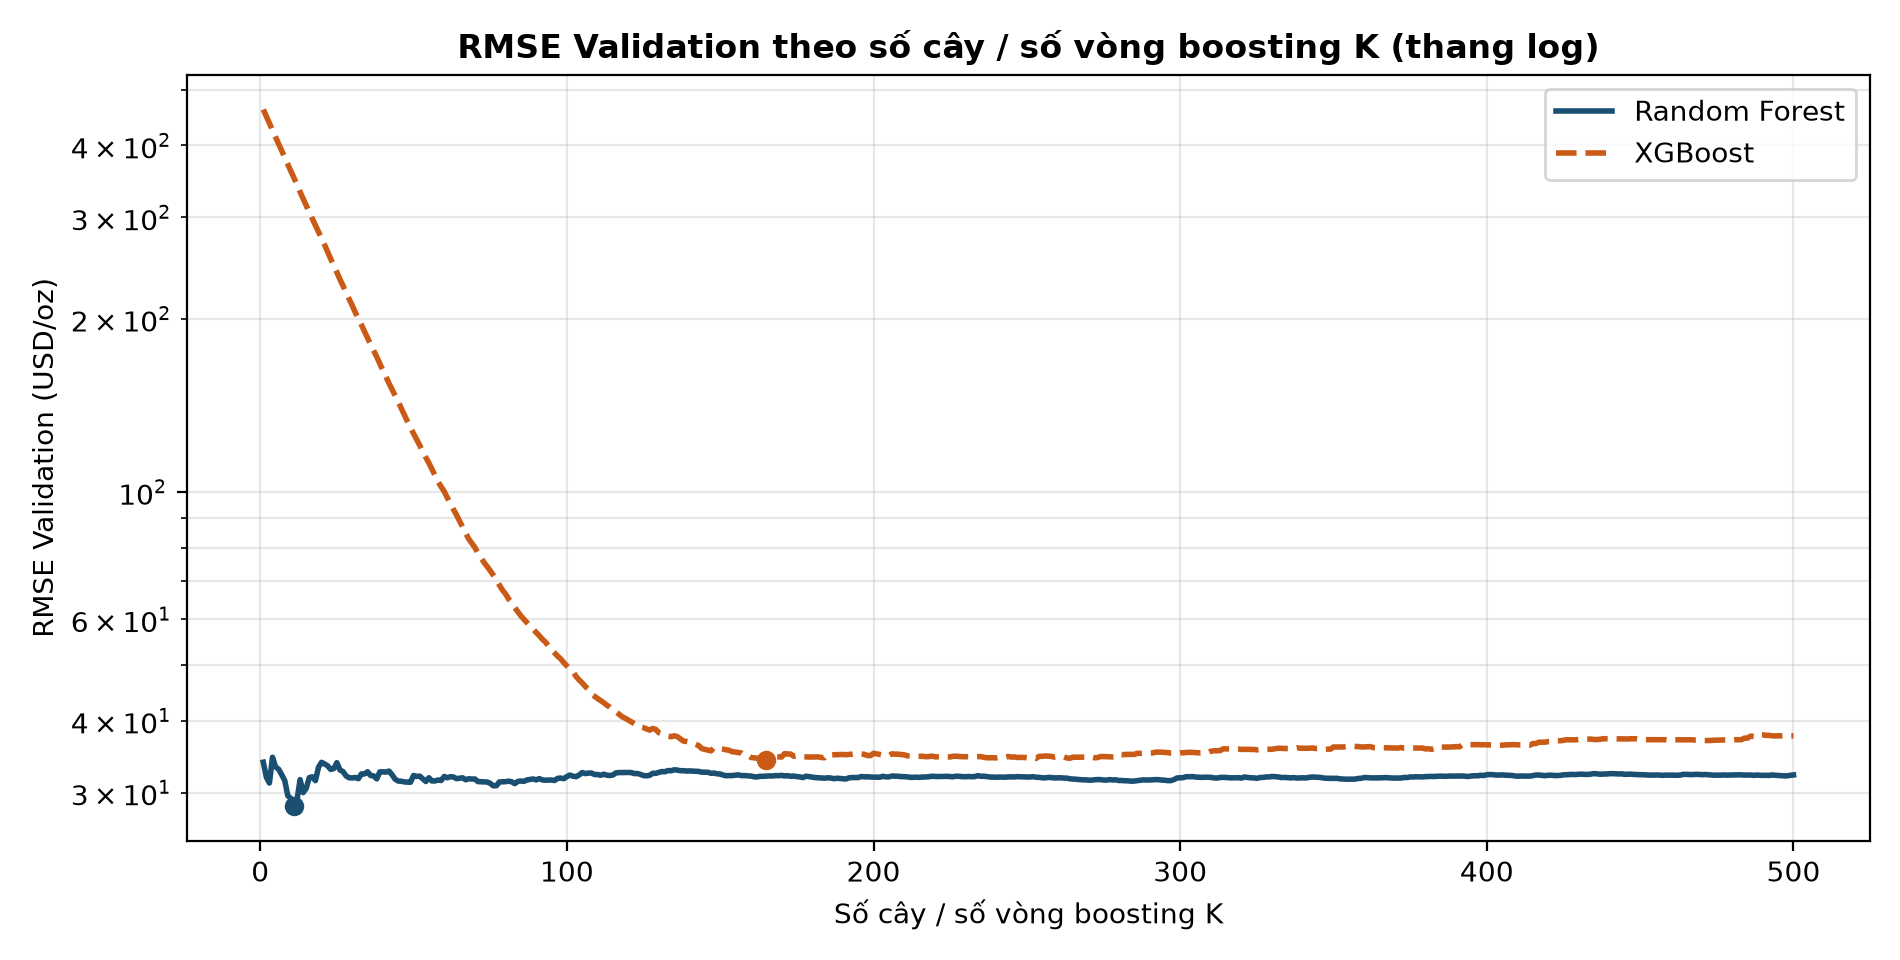 RMSE Validation theo số cây / số vòng boosting K (thang log)
Random Forest
XGBoost
RMSE Validation (USD/oz)
4 × 10²
3 × 10²
2 × 10²
10²
6 × 10¹
4 × 10¹
3 × 10¹
0 100 200 300 400 500
Số cây / số vòng boosting K